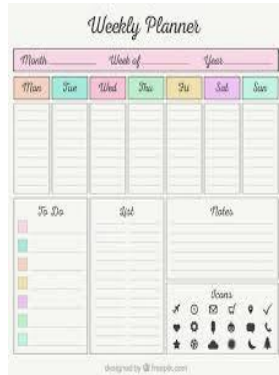 Weekly Planner
Month Week of Year
Mon Tue Wed Thu Fri Sat Sun
To Do List Notes
Icons
designed by freepik.com